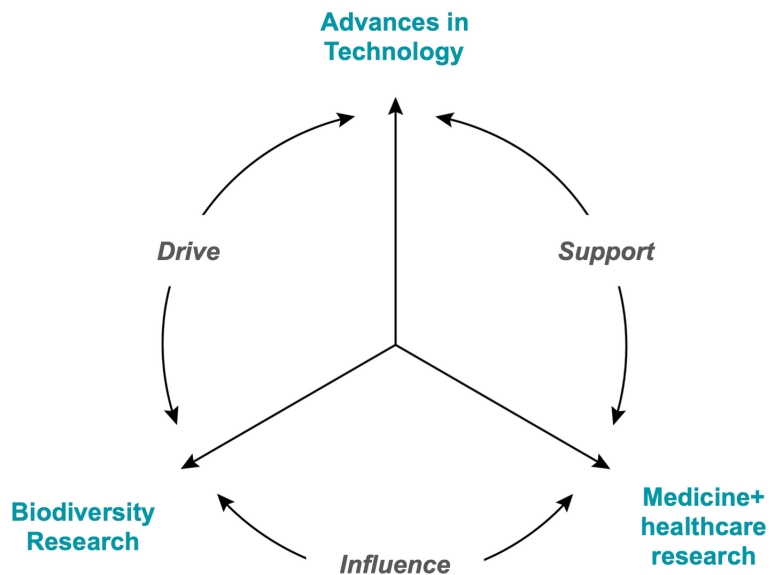 Advances in
Technology
Drive
Support
Biodiversity
Research
Medicine+
healthcare
research
Influence